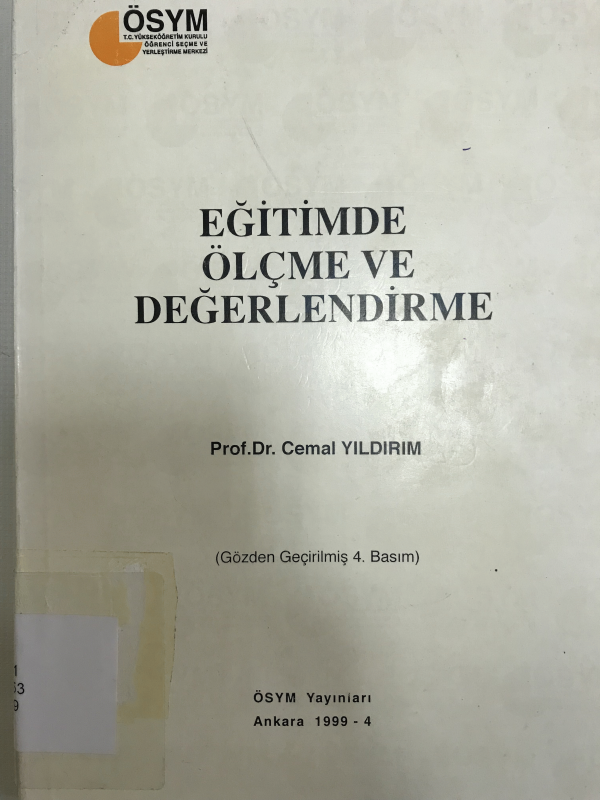 ÖSYM
T.C. YÜKSEKÖĞRETİM KURULU
ÖĞRENCİ SEÇME VE
YERLEŞTİRME MERKEZİ
EĞİTİMDE
ÖLÇME VE
DEĞERLENDİRME
Prof.Dr. Cemal YILDIRIM
(Gözden Geçirilmiş 4. Basım)
ÖSYM Yayınları
Ankara 1999 - 4